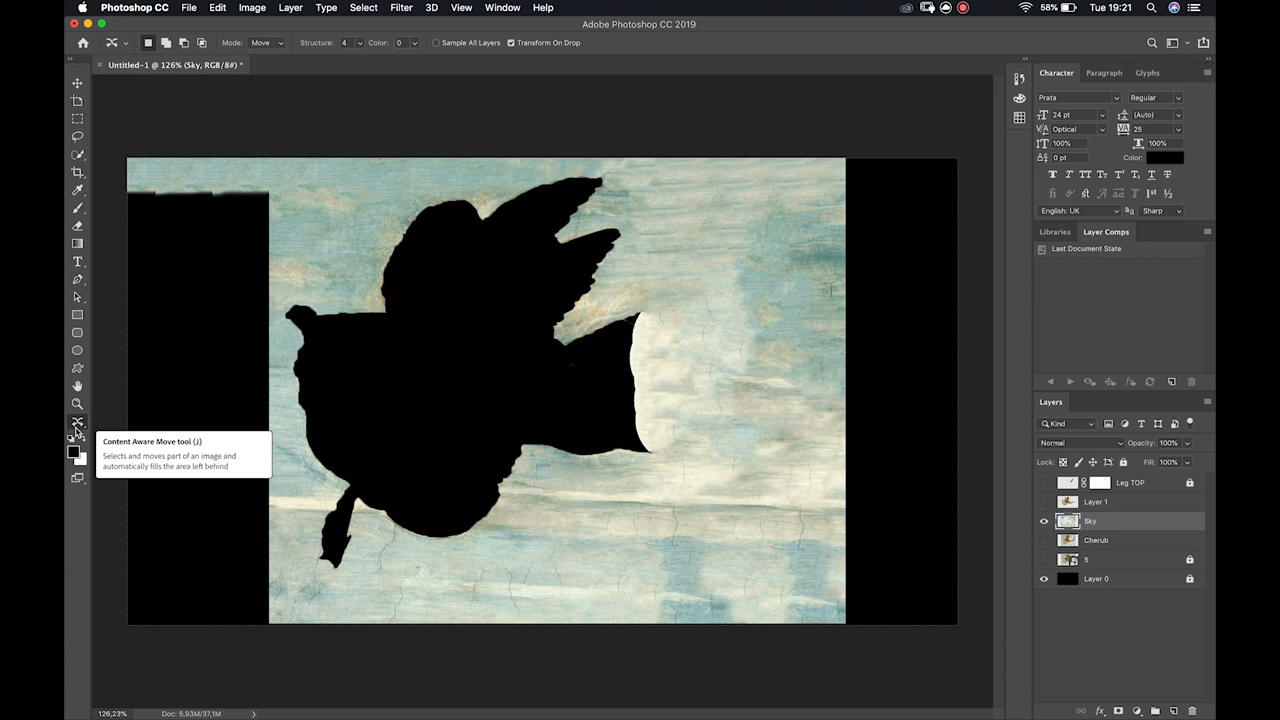 Photoshop CC File Edit Image Layer Type Select Filter 3D View Window Help 58% Tue 19:21
Adobe Photoshop CC 2019
Mode: Move Structure: 4 Color: 0 Sample All Layers Transform On Drop
Untitled-1 @ 126% (Sky, RGB/8#) *
Character Paragraph Glyphs
Prata Regular
24 pt (Auto)
Optical 25
100% 100%
0 pt Color:
English: UK Sharp
Libraries Layer Comps
Last Document State
Layers
Kind
Normal Opacity: 100%
Lock: Fill: 100%
Leg TOP
Layer 1
Sky
Cherub
5
Layer 0
Content Aware Move tool (J)
Selects and moves part of an image and
automatically fills the area left behind
126,23% Doc: 5,93M/37,1M